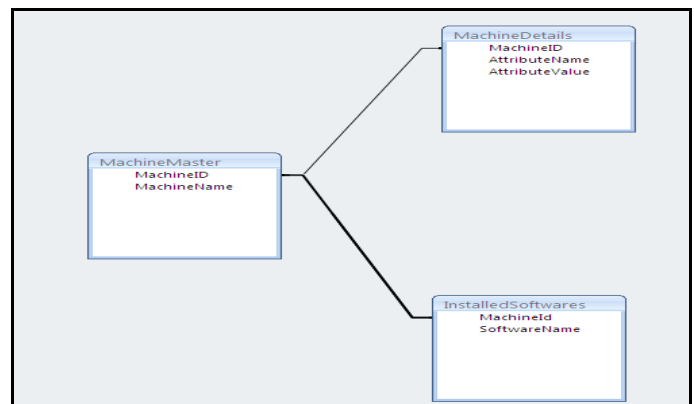 MachineDetails
MachineID
AttributeName
AttributeValue
MachineMaster
MachineID
MachineName
InstalledSoftwares
MachineId
SoftwareName